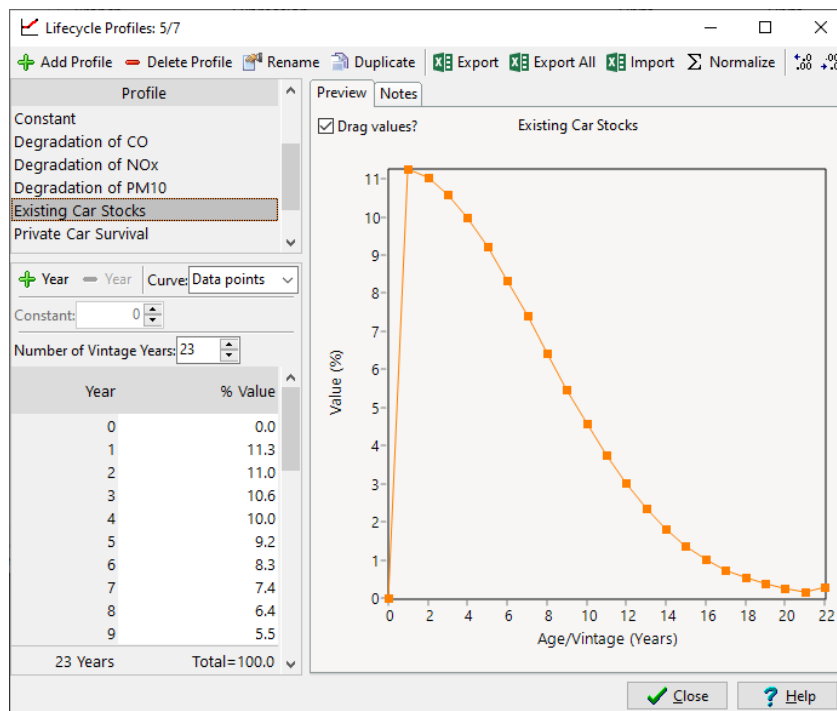 Lifecycle Profiles: 5/7
Add Profile Delete Profile Rename Duplicate Export Export All Import Σ Normalize
Profile
Constant
Degradation of CO
Degradation of NOx
Degradation of PM10
Existing Car Stocks
Private Car Survival
Year Year Curve: Data points
Constant: 0
Number of Vintage Years: 23
Year % Value
0 0.0
1 11.3
2 11.0
3 10.6
4 10.0
5 9.2
6 8.3
7 7.4
8 6.4
9 5.5
23 Years Total=100.0
Preview Notes
Drag values? Existing Car Stocks
Value (%)
11
10
9
8
7
6
5
4
3
2
1
0
0 2 4 6 8 10 12 14 16 18 20 22
Age/Vintage (Years)
Close Help